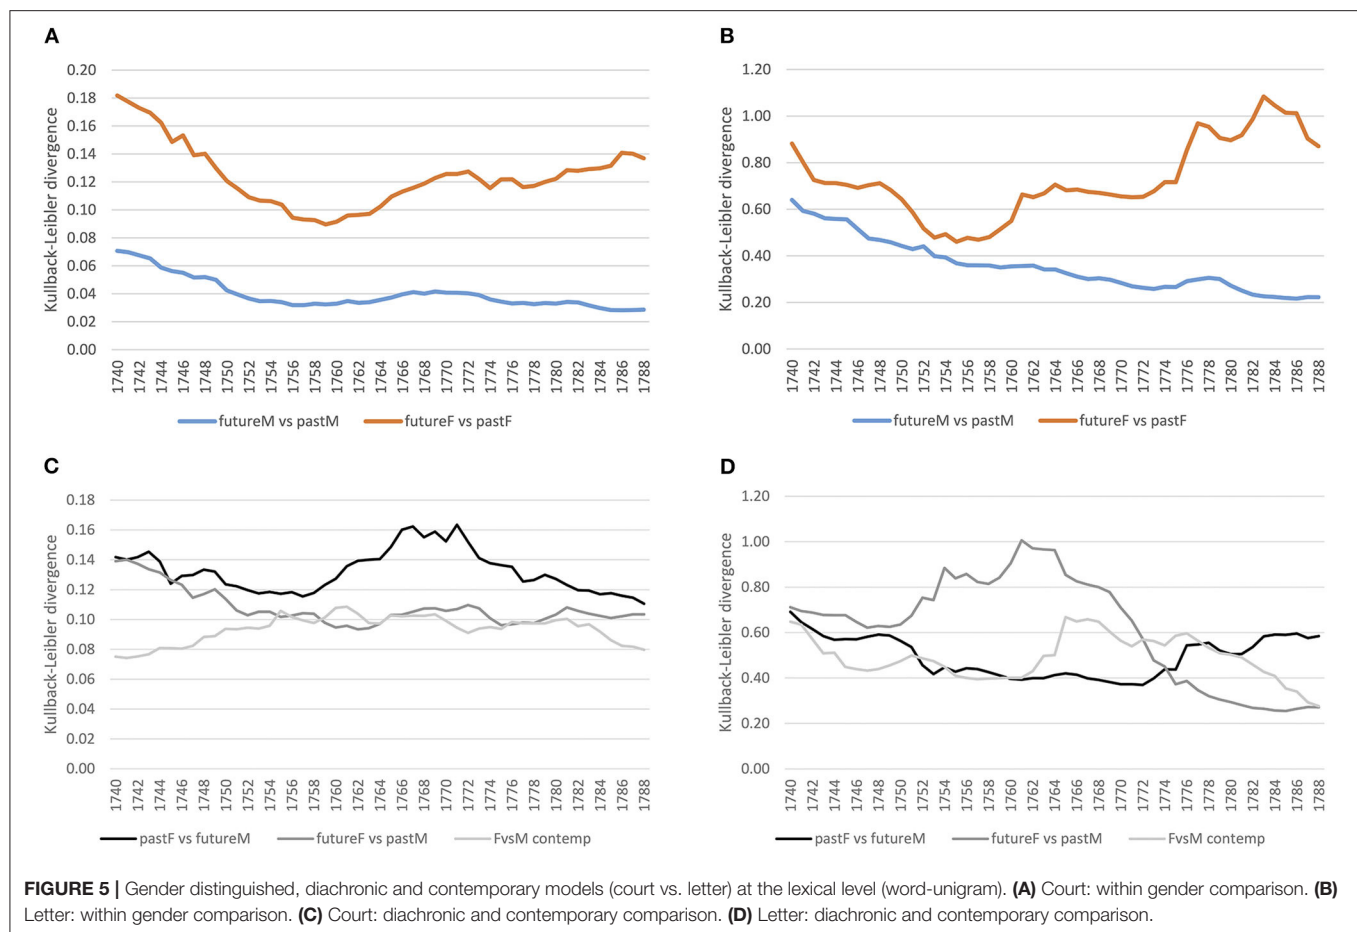 A
Kullback-Leibler divergence
0.20
0.18
0.16
0.14
0.12
0.10
0.08
0.06
0.04
0.02
0.00
1740 1742 1744 1746 1748 1750 1752 1754 1756 1758 1760 1762 1764 1766 1768 1770 1772 1774 1776 1778 1780 1782 1784 1786 1788
futureM vs pastM futureF vs pastF
B
Kullback-Leibler divergence
1.20
1.00
0.80
0.60
0.40
0.20
0.00
1740 1742 1744 1746 1748 1750 1752 1754 1756 1758 1760 1762 1764 1766 1768 1770 1772 1774 1776 1778 1780 1782 1784 1786 1788
futureM vs pastM futureF vs pastF
C
Kullback-Leibler divergence
0.18
0.16
0.14
0.12
0.10
0.08
0.06
0.04
0.02
0.00
1740 1742 1744 1746 1748 1750 1752 1754 1756 1758 1760 1762 1764 1766 1768 1770 1772 1774 1776 1778 1780 1782 1784 1786 1788
pastF vs futureM futureF vs pastM FvsM contemp
D
Kullback-Leibler divergence
1.20
1.00
0.80
0.60
0.40
0.20
0.00
1740 1742 1744 1746 1748 1750 1752 1754 1756 1758 1760 1762 1764 1766 1768 1770 1772 1774 1776 1778 1780 1782 1784 1786 1788
pastF vs futureM futureF vs pastM FvsM contemp
FIGURE 5 | Gender distinguished, diachronic and contemporary models (court vs. letter) at the lexical level (word-unigram). (A) Court: within gender comparison. (B)
Letter: within gender comparison. (C) Court: diachronic and contemporary comparison. (D) Letter: diachronic and contemporary comparison.